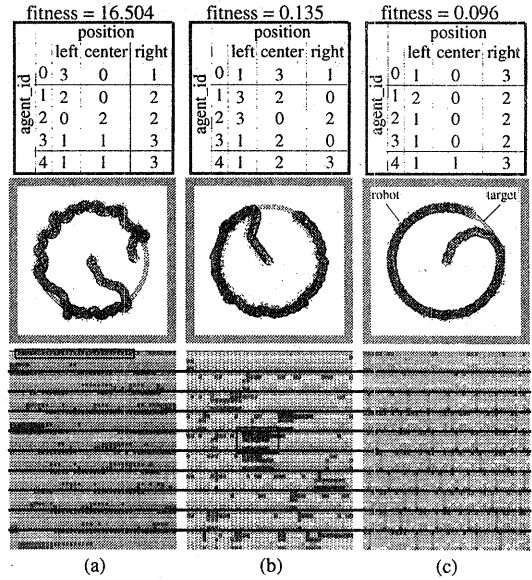 fitness = 16.504
position
left center right
agent_id
0 3 0 1
1 2 0 2
2 0 2 2
3 1 1 3
4 1 1 3
fitness = 0.135
position
left center right
agent_id
0 1 3 1
1 3 2 0
2 3 0 2
3 1 2 0
4 1 2 3
fitness = 0.096
position
left center right
agent_id
0 1 0 3
1 2 0 2
2 1 0 2
3 1 0 2
4 1 1 3
robot
target
(a)
(b)
(c)